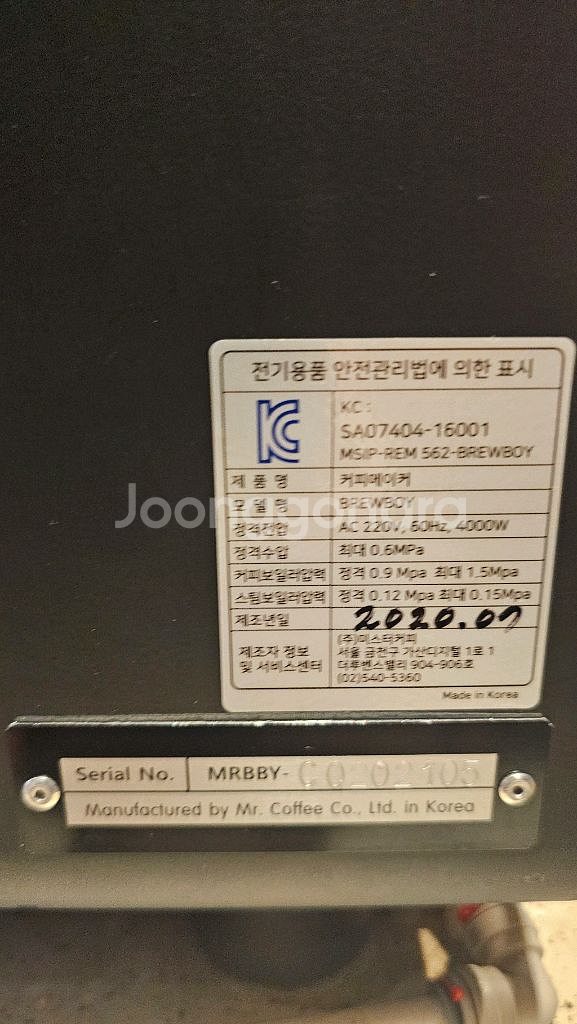 전기용품 안전관리법에 의한 표시
KC
KC :
SA07404-16001
MSIP-REM 562-BREWBOY
제 품 명 커피메이커
모 델 명 BREWBOY
정격전압 AC 220V, 60Hz, 4000W
정격수압 최대 0.6MPa
커피보일러압력 정격 0.9 Mpa 최대 1.5Mpa
스팀보일러압력 정격 0.12 Mpa 최대 0.15Mpa
제조년일 2020.07
제조자 정보 및 서비스센터
(주)미스터커피
서울 금천구 가산디지털 1로 1
더루벤스밸리 904-906호
(02)540-5360
Made in Korea
Joonggonara
Serial No. MRBBY-C0202105
Manufactured by Mr. Coffee Co., Ltd. in Korea